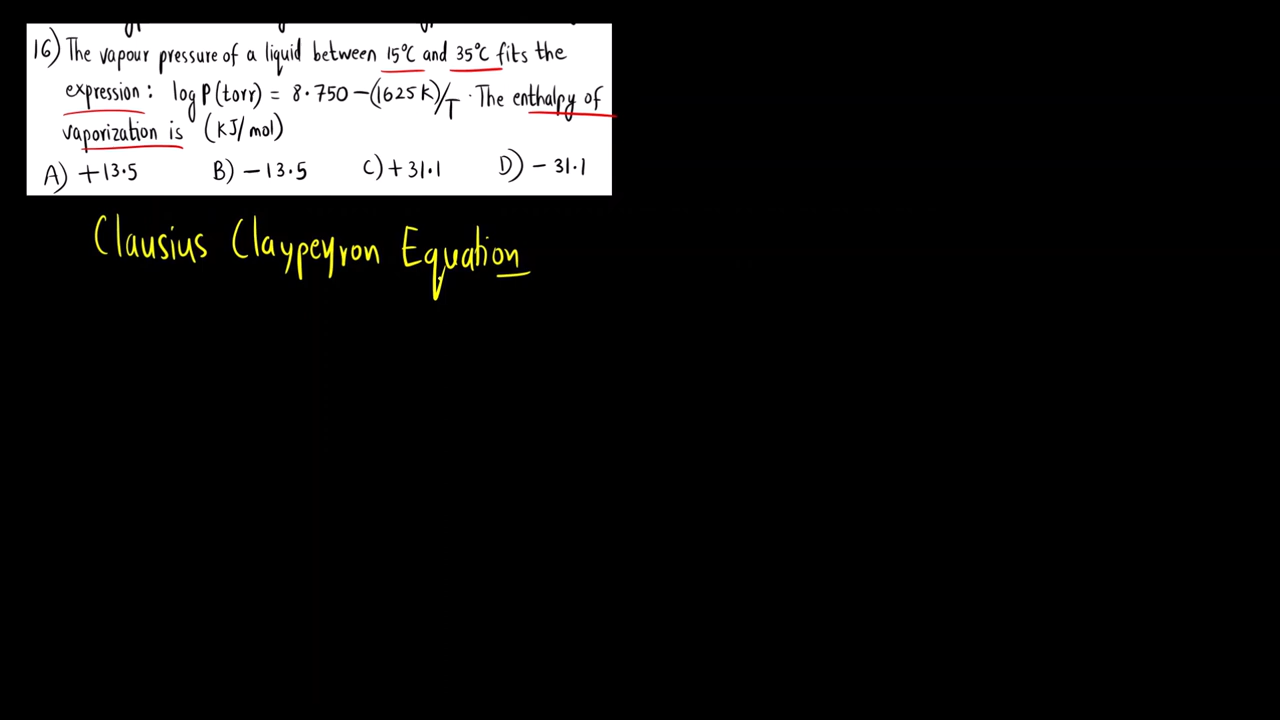 16) The vapour pressure of a liquid between 15°C and 35°C fits the
expression: log P(torr) = 8.750 - (1625 K)/T . The enthalpy of
vaporization is (KJ/mol)
A) +13.5 B) -13.5 C) +31.1 D) -31.1
Clausius Claypeyron Equation